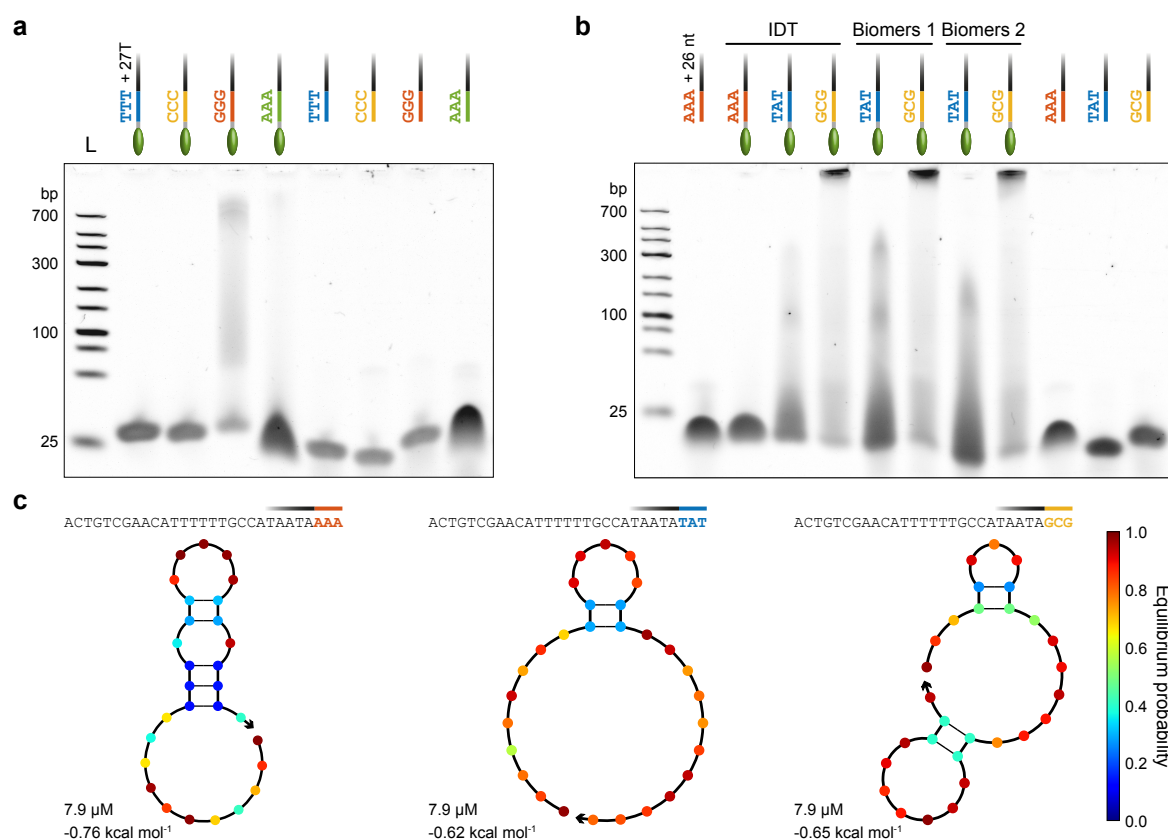 a
TTT + 27T
CCC
GGG
AAA
TTT
CCC
GGG
AAA
L
bp
700
300
100
25
b
IDT
Biomers 1
Biomers 2
AAA + 26 nt
AAA
TAT
GCG
TAT
GCG
TAT
GCG
AAA
TAT
GCG
bp
700
300
100
25
c
ACTGTCGAACATTTTTTGCCATAATAAAA
7.9 µM
-0.76 kcal mol⁻¹
ACTGTCGAACATTTTTTGCCATAATATAT
7.9 µM
-0.62 kcal mol⁻¹
ACTGTCGAACATTTTTTGCCATAATAGCG
7.9 µM
-0.65 kcal mol⁻¹
1.0
0.8
0.6
0.4
0.2
0.0
Equilibrium probability